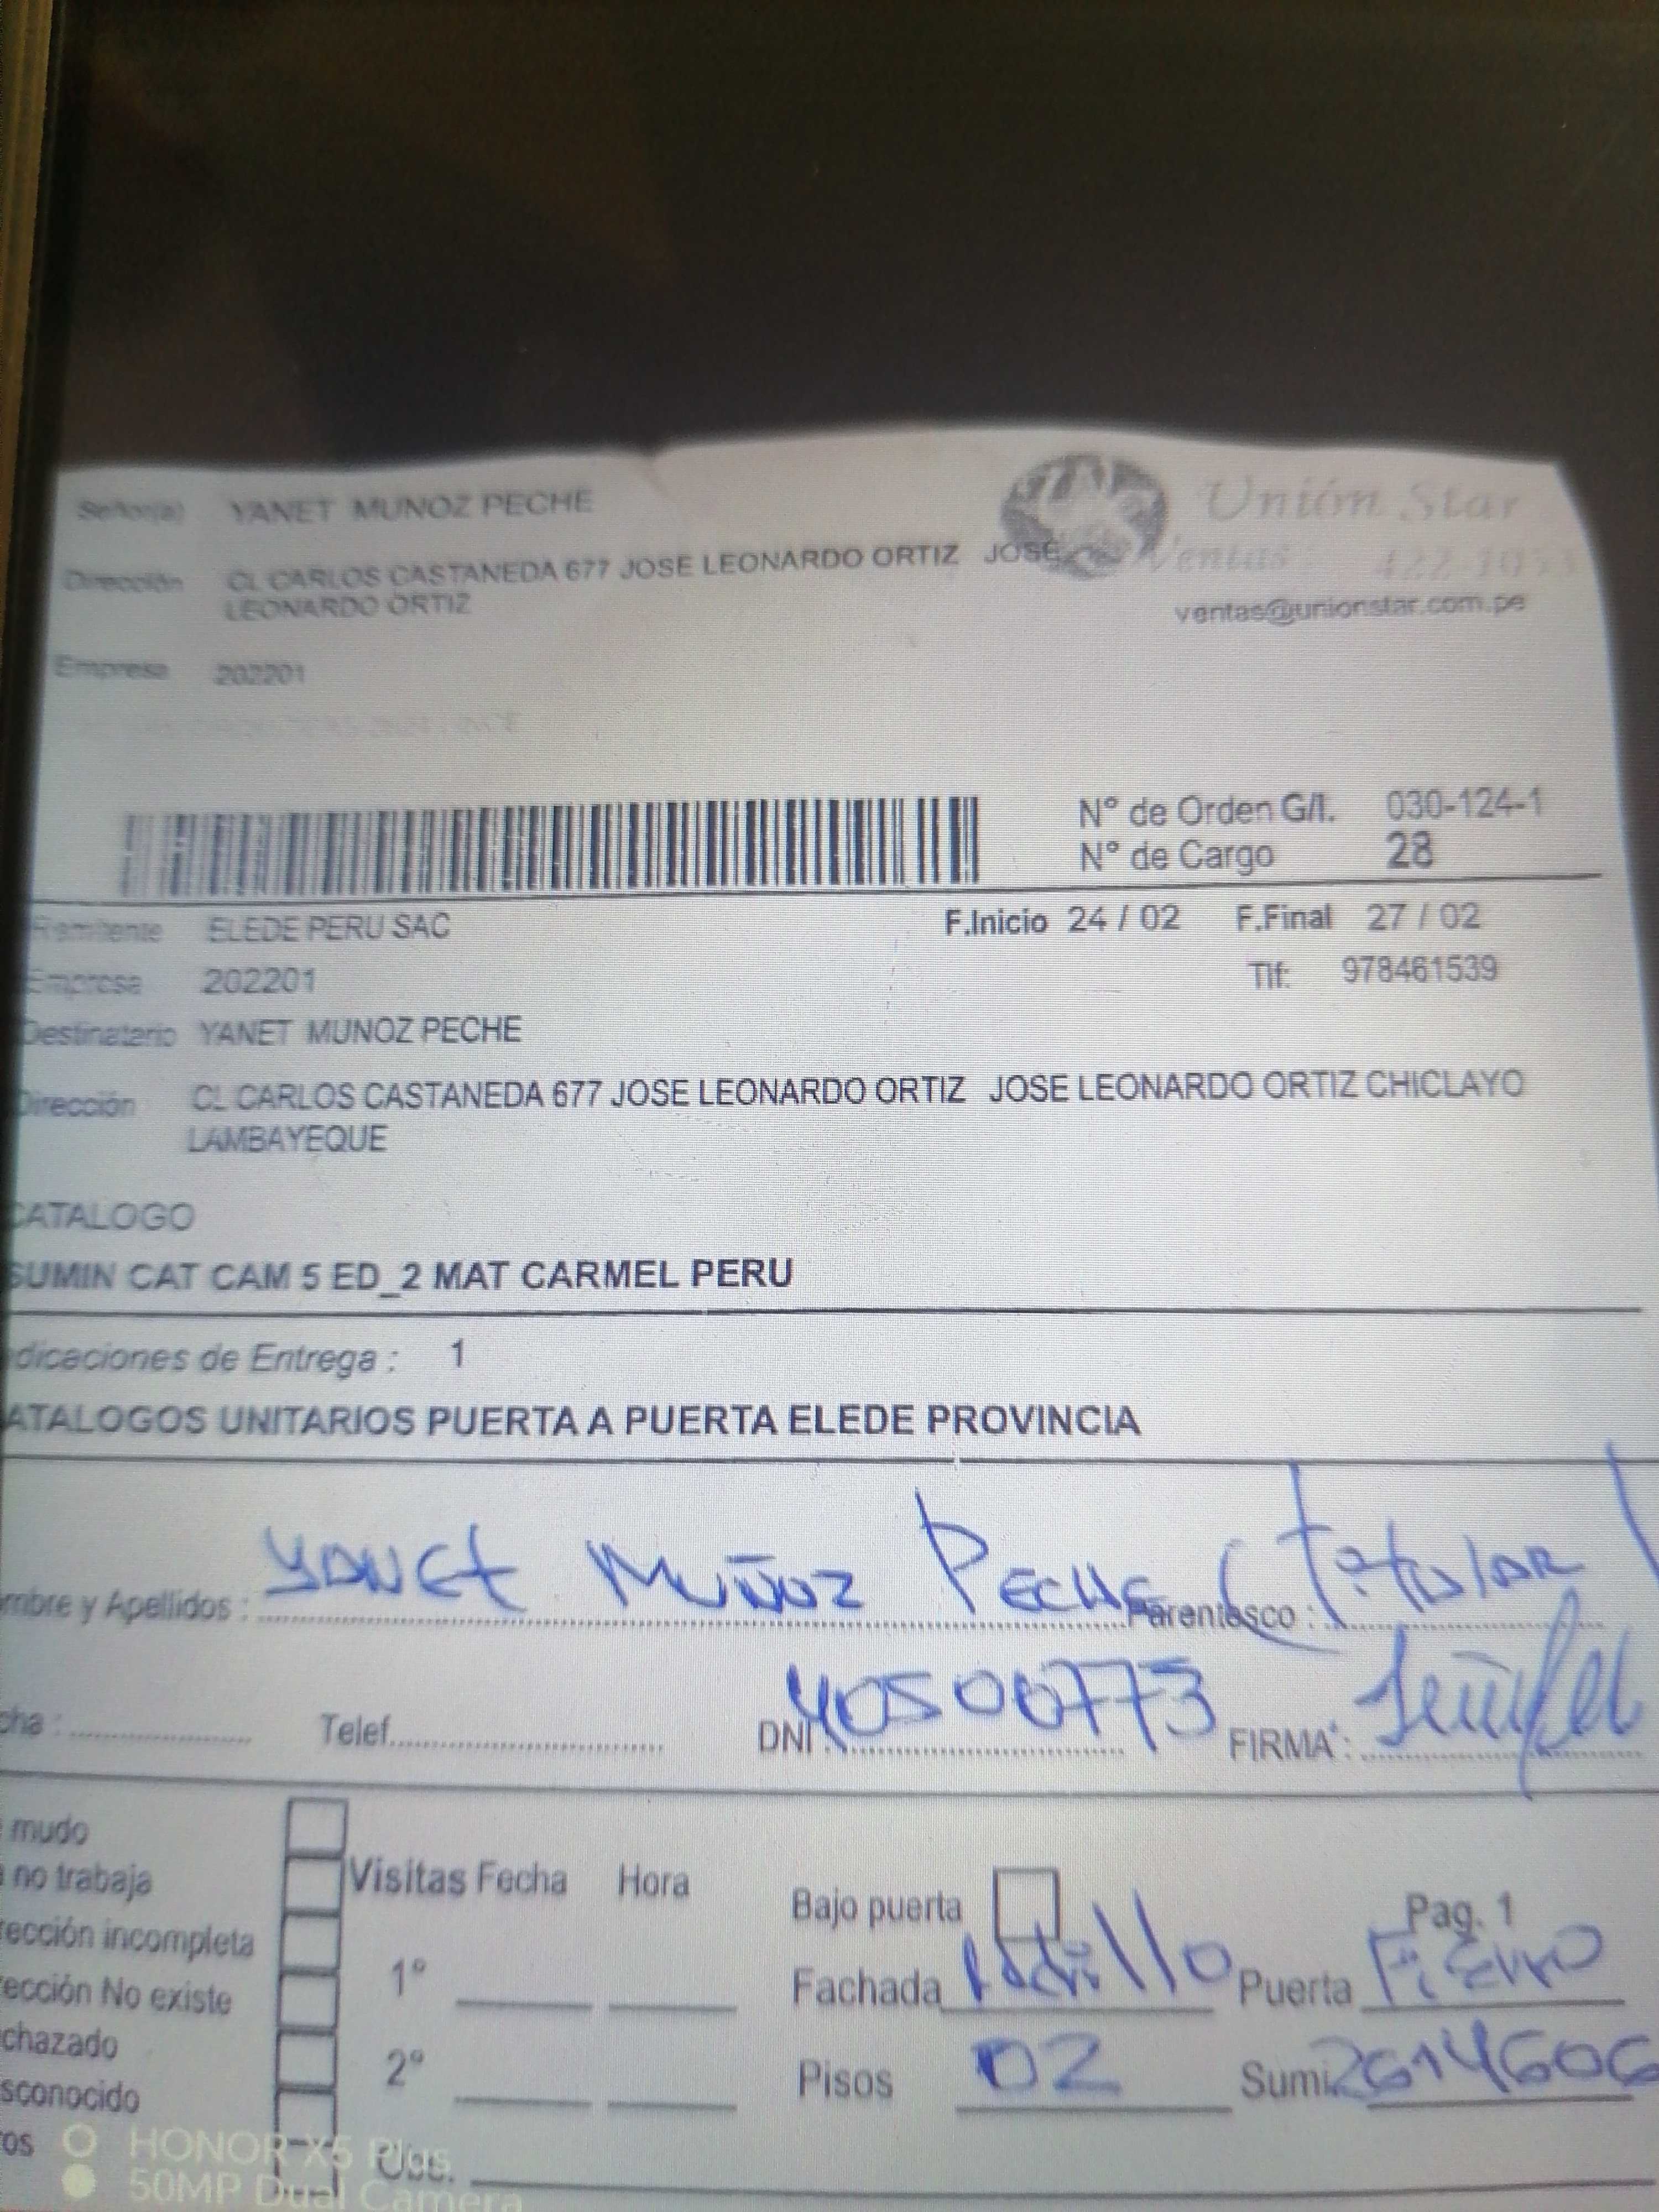 Señor(a) YANET MUNOZ PECHE
Unión Star
Dirección CL CARLOS CASTANEDA 677 JOSE LEONARDO ORTIZ JOSE
LEONARDO ORTIZ
Ventas 422-10
ventas@unionstar.com.pe
Empresa 202201
N° de Orden G/I. 030-124-1
N° de Cargo 28
Remitente ELEDE PERU SAC F.Inicio 24 / 02 F.Final 27 / 02
Empresa 202201 Tlf: 978461539
Destinatario YANET MUNOZ PECHE
Dirección CL CARLOS CASTANEDA 677 JOSE LEONARDO ORTIZ JOSE LEONARDO ORTIZ CHICLAYO
LAMBAYEQUE
CATALOGO
SUMIN CAT CAM 5 ED_2 MAT CARMEL PERU
dicaciones de Entrega : 1
ATALOGOS UNITARIOS PUERTA A PUERTA ELEDE PROVINCIA
mbre y Apellidos : YANET MUÑOZ PECHE Parentesco : (Titular)
cha : Telef. DNI : 40500773 FIRMA :
mudo
no trabaja
Visitas Fecha Hora
Bajo puerta
Pag. 1
rección incompleta
1°
Fachada Ladrillo Puerta Fierro
ección No existe
chazado
2°
Pisos 02 Sumi. 2614606
sconocido
os
Obs.
HONOR X5 Plus
50MP Dual Camera